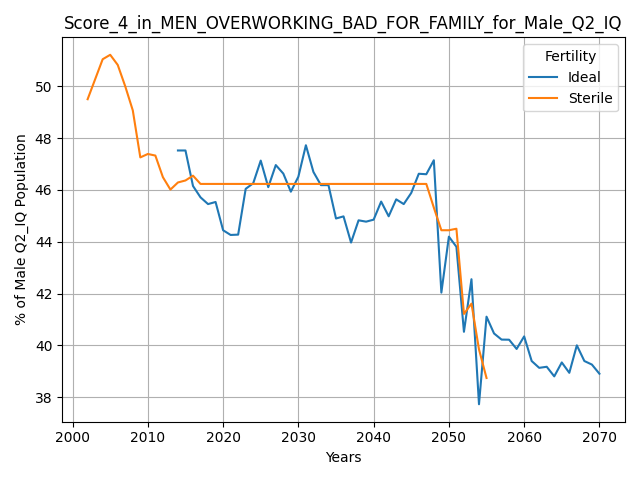 Score_4_in_MEN_OVERWORKING_BAD_FOR_FAMILY_for_Male_Q2_IQ
Fertility
Ideal
Sterile
% of Male Q2_IQ Population
50
48
46
44
42
40
38
2000
2010
2020
2030
2040
2050
2060
2070
Years